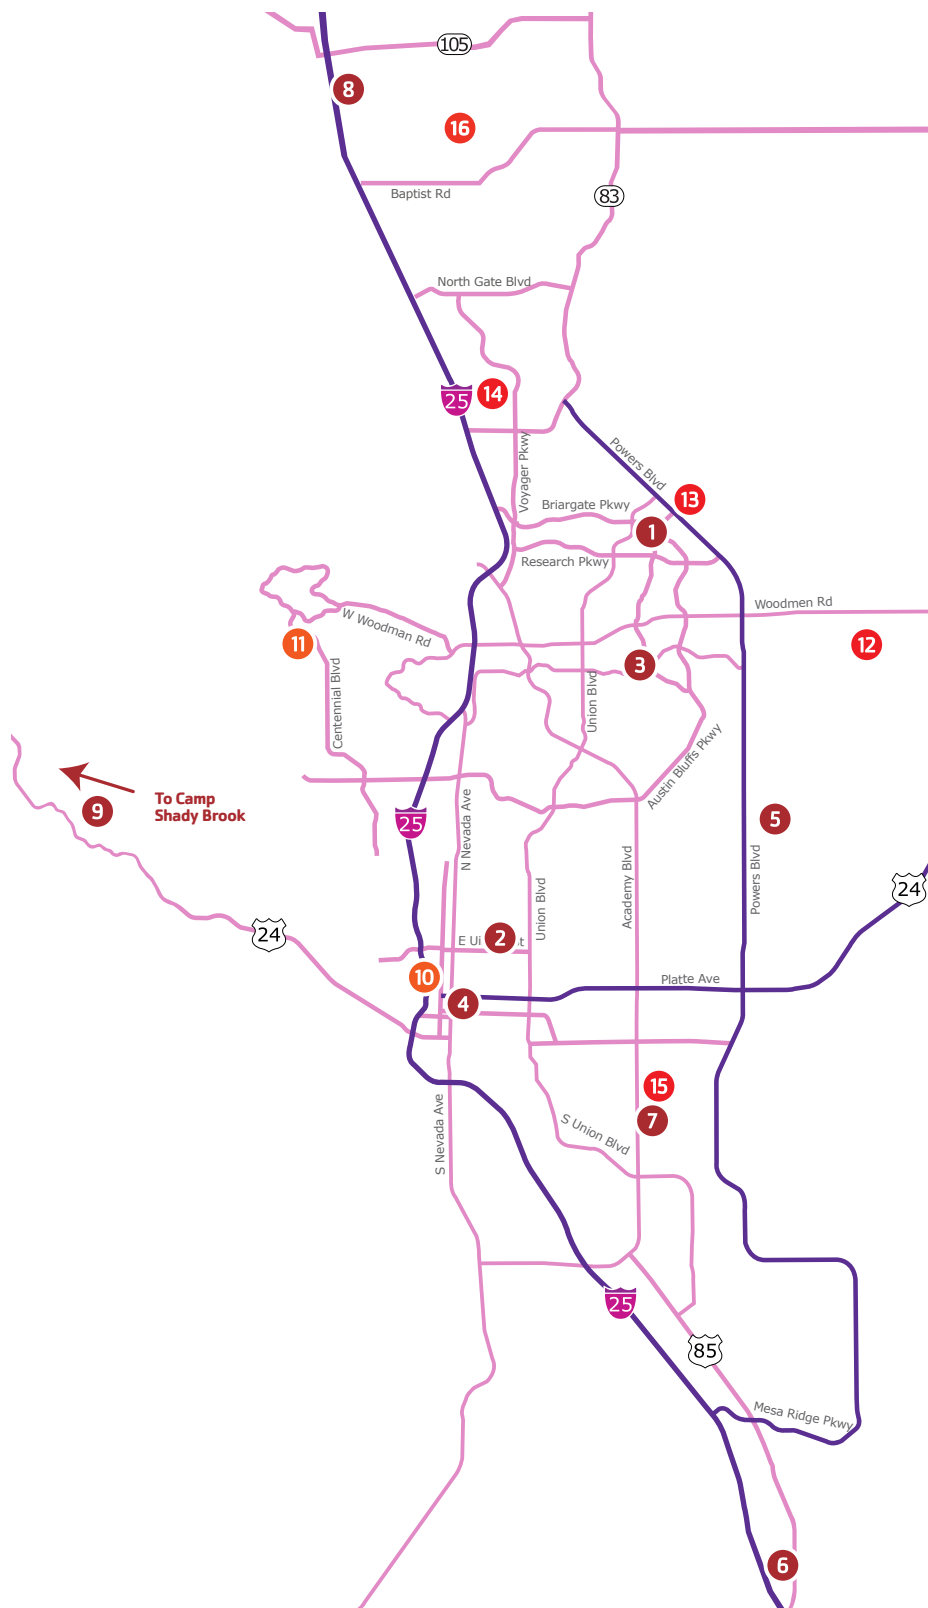 105
8
16
Baptist Rd
83
North Gate Blvd
25
14
Powers Blvd
Voyager Pkwy
13
Briargate Pkwy
1
Research Pkwy
Woodmen Rd
W Woodman Rd
11
12
3
Centennial Blvd
Union Blvd
Austin Bluffs Pkwy
To Camp
Shady Brook
9
25
N Nevada Ave
5
Academy Blvd
Powers Blvd
Union Blvd
24
24
2
10
Platte Ave
4
15
7
S Nevada Ave
S Union Blvd
25
85
Mesa Ridge Pkwy
6